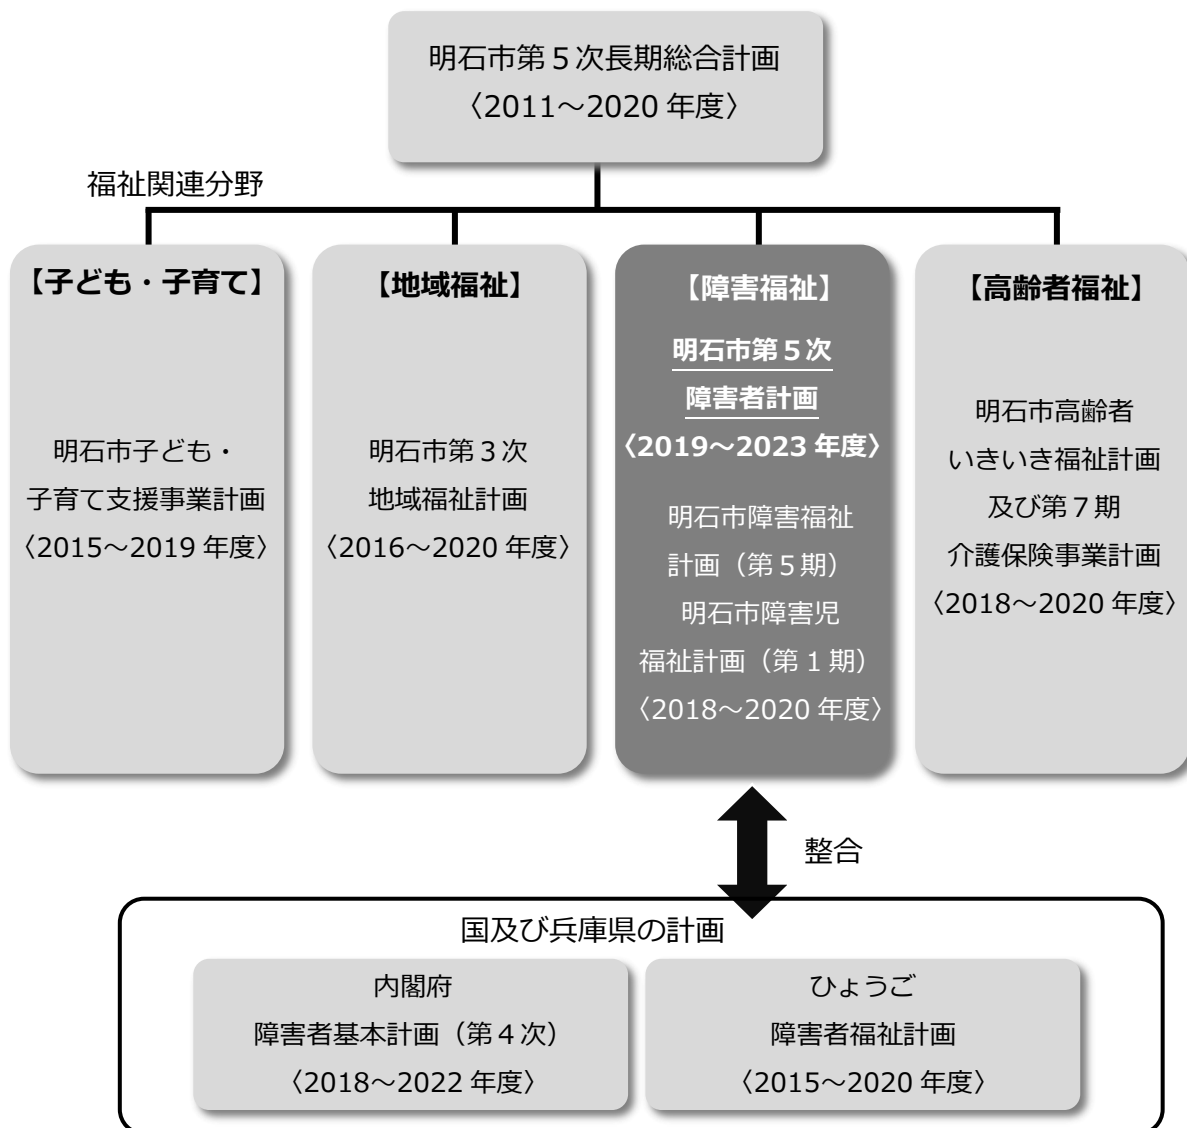 明石市第５次長期総合計画
〈2011～2020 年度〉
福祉関連分野
【子ども・子育て】
明石市子ども・
子育て支援事業計画
〈2015～2019 年度〉
【地域福祉】
明石市第３次
地域福祉計画
〈2016～2020 年度〉
【障害福祉】
明石市第５次
障害者計画
〈2019～2023 年度〉
明石市障害福祉
計画（第５期）
明石市障害児
福祉計画（第１期）
〈2018～2020 年度〉
【高齢者福祉】
明石市高齢者
いきいき福祉計画
及び第７期
介護保険事業計画
〈2018～2020 年度〉
整合
国及び兵庫県の計画
内閣府
障害者基本計画（第４次）
〈2018～2022 年度〉
ひょうご
障害者福祉計画
〈2015～2020 年度〉